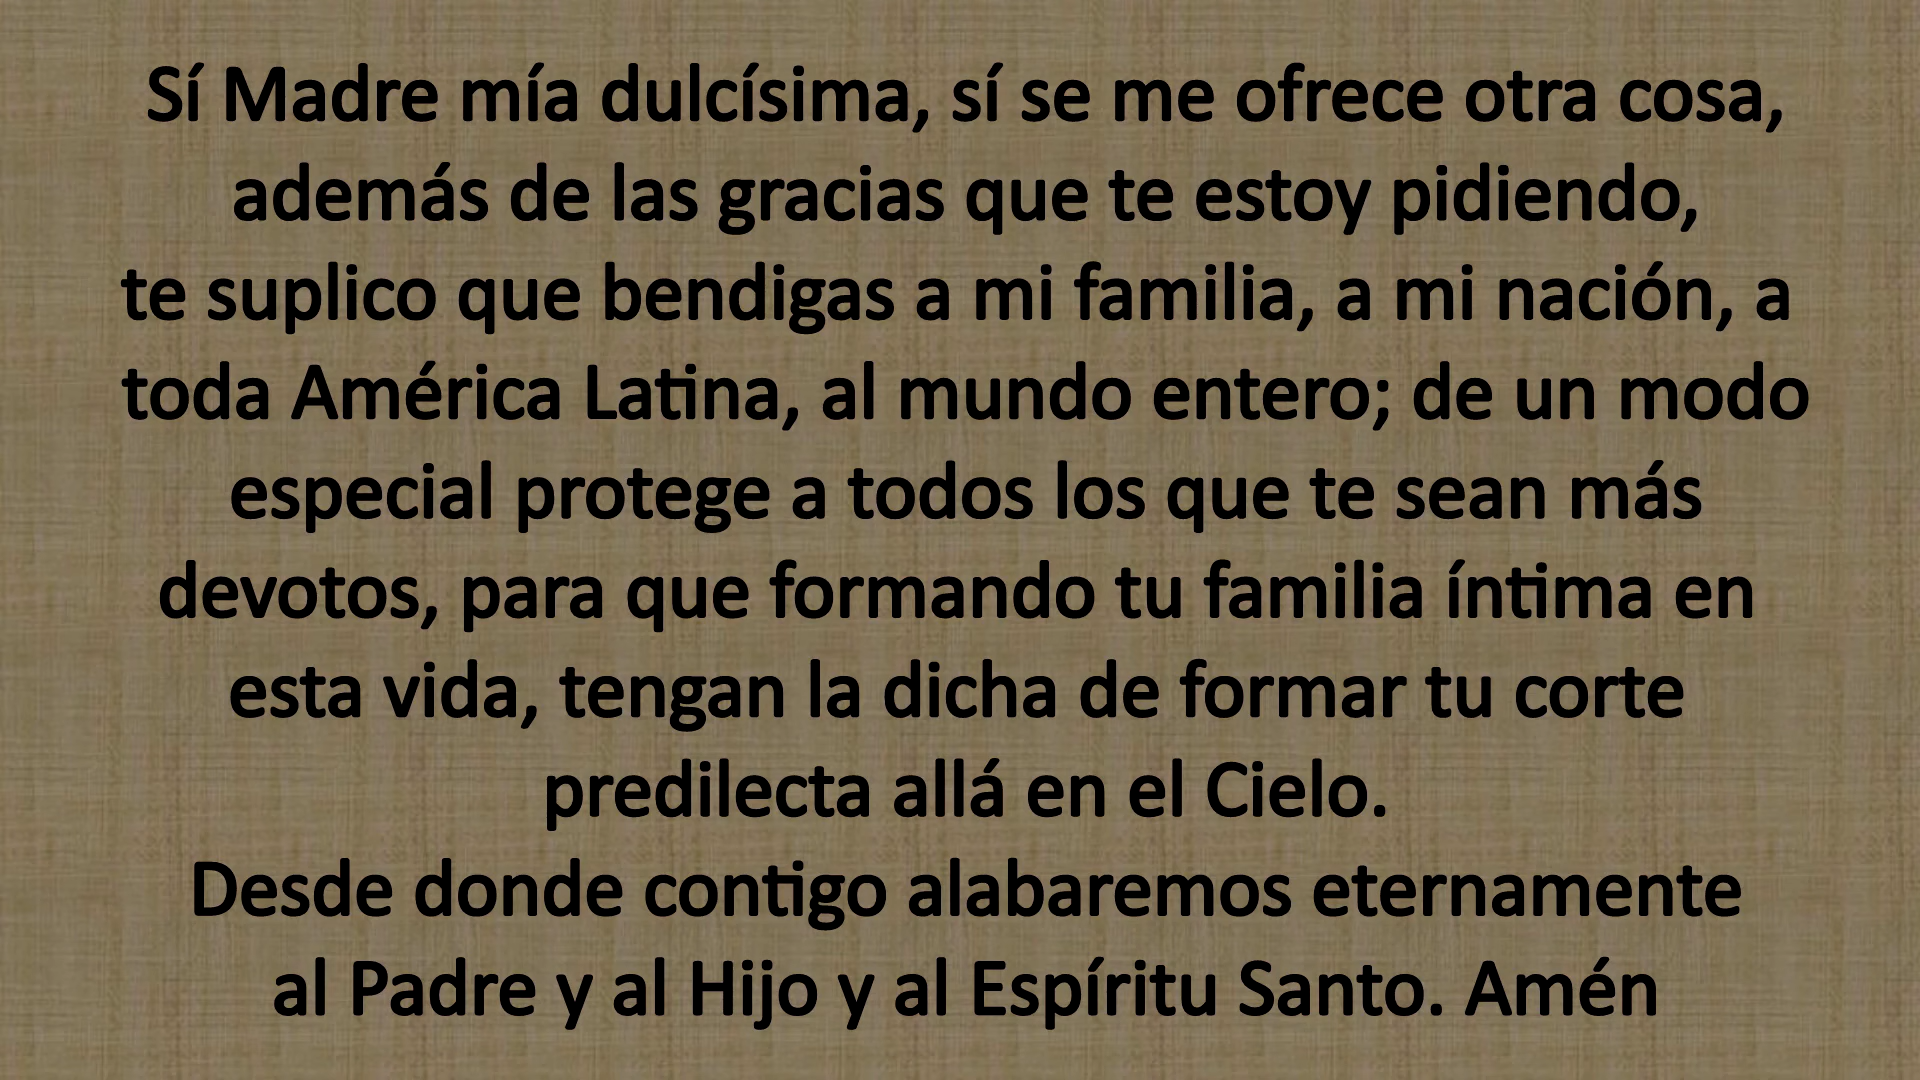 Sí Madre mía dulcísima, sí se me ofrece otra cosa,
además de las gracias que te estoy pidiendo,
te suplico que bendigas a mi familia, a mi nación, a
toda América Latina, al mundo entero; de un modo
especial protege a todos los que te sean más
devotos, para que formando tu familia íntima en
esta vida, tengan la dicha de formar tu corte
predilecta allá en el Cielo.
Desde donde contigo alabaremos eternamente
al Padre y al Hijo y al Espíritu Santo. Amén